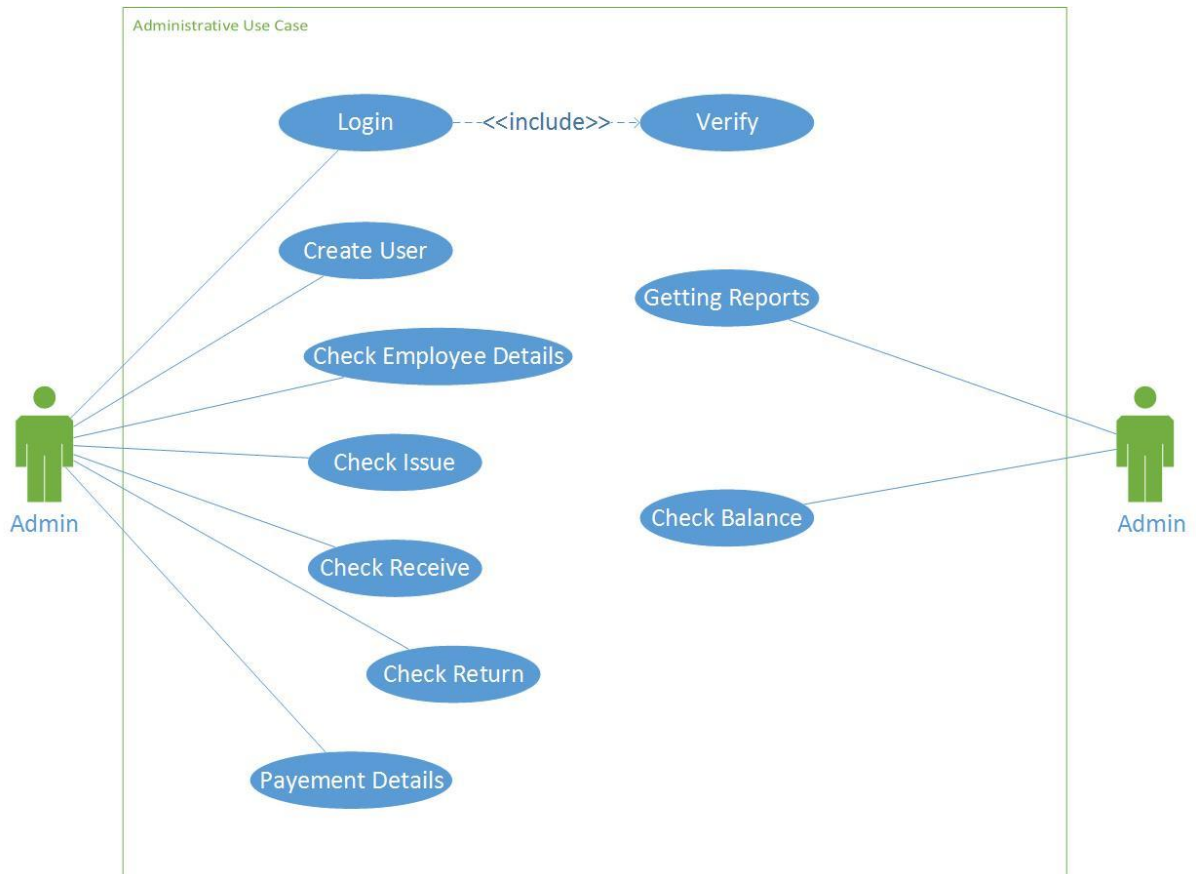 Administrative Use Case
Login
<<include>>
Verify
Create User
Getting Reports
Check Employee Details
Check Issue
Admin
Check Balance
Admin
Check Receive
Check Return
Payement Details